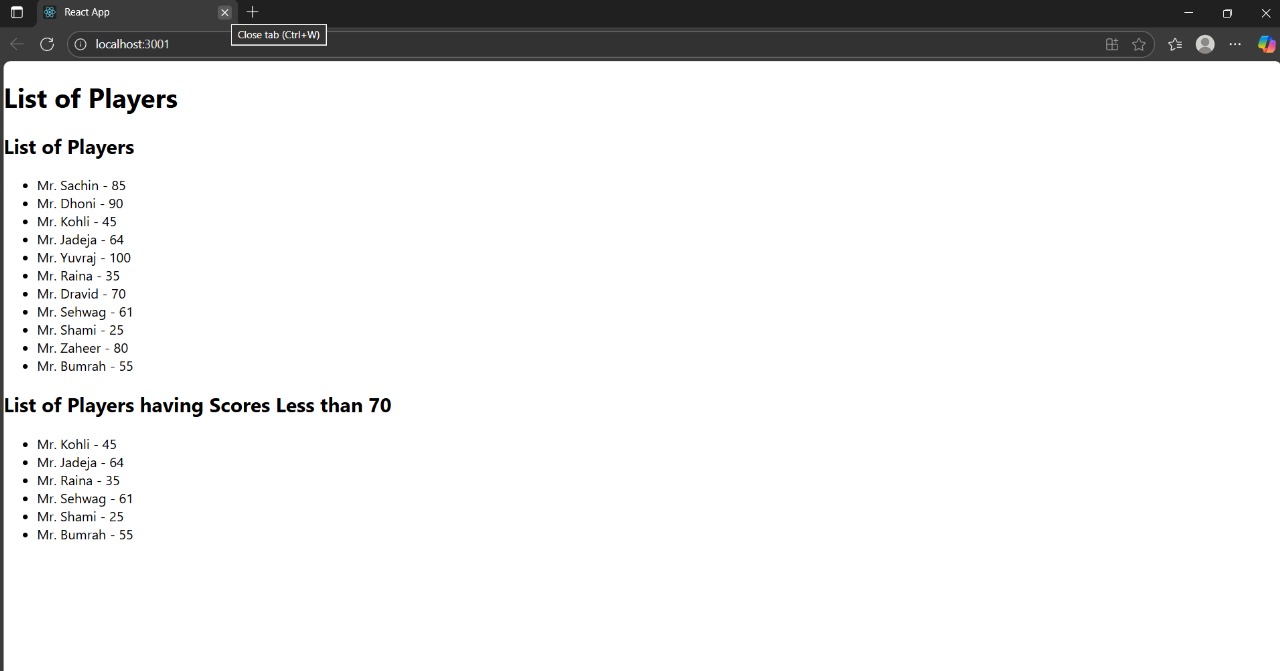 React App
Close tab (Ctrl+W)
localhost:3001
List of Players
List of Players
Mr. Sachin - 85
Mr. Dhoni - 90
Mr. Kohli - 45
Mr. Jadeja - 64
Mr. Yuvraj - 100
Mr. Raina - 35
Mr. Dravid - 70
Mr. Sehwag - 61
Mr. Shami - 25
Mr. Zaheer - 80
Mr. Bumrah - 55
List of Players having Scores Less than 70
Mr. Kohli - 45
Mr. Jadeja - 64
Mr. Raina - 35
Mr. Sehwag - 61
Mr. Shami - 25
Mr. Bumrah - 55